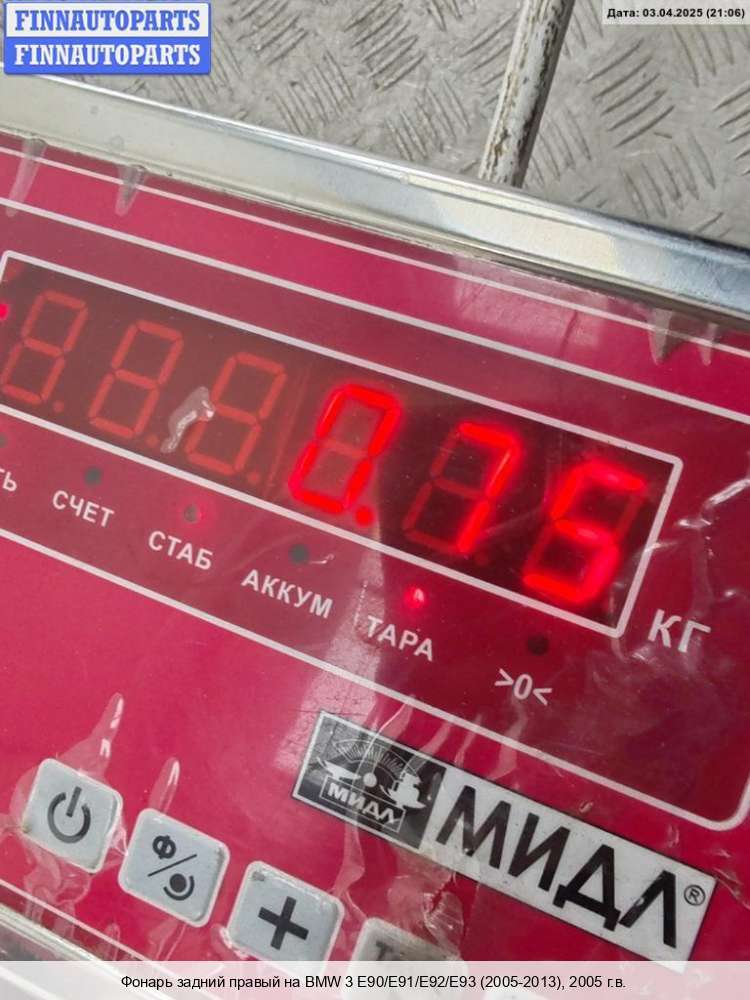 FINNAUTOPARTS
FINNAUTOPARTS
Дата: 03.04.2025 (21:06)
0.75
СЧЕТ
СТАБ
АККУМ
ТАРА
>0<
КГ
МИДЛ
МИДЛ®
Ф/
+
Фонарь задний правый на BMW 3 E90/E91/E92/E93 (2005-2013), 2005 г.в.